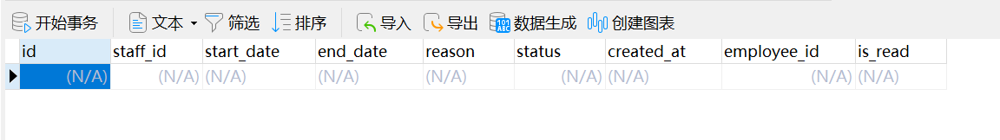 开始事务 文本 筛选 排序 导入 导出 数据生成 创建图表
id staff_id start_date end_date reason status created_at employee_id is_read
(N/A) (N/A) (N/A) (N/A) (N/A) (N/A) (N/A) (N/A) (N/A)